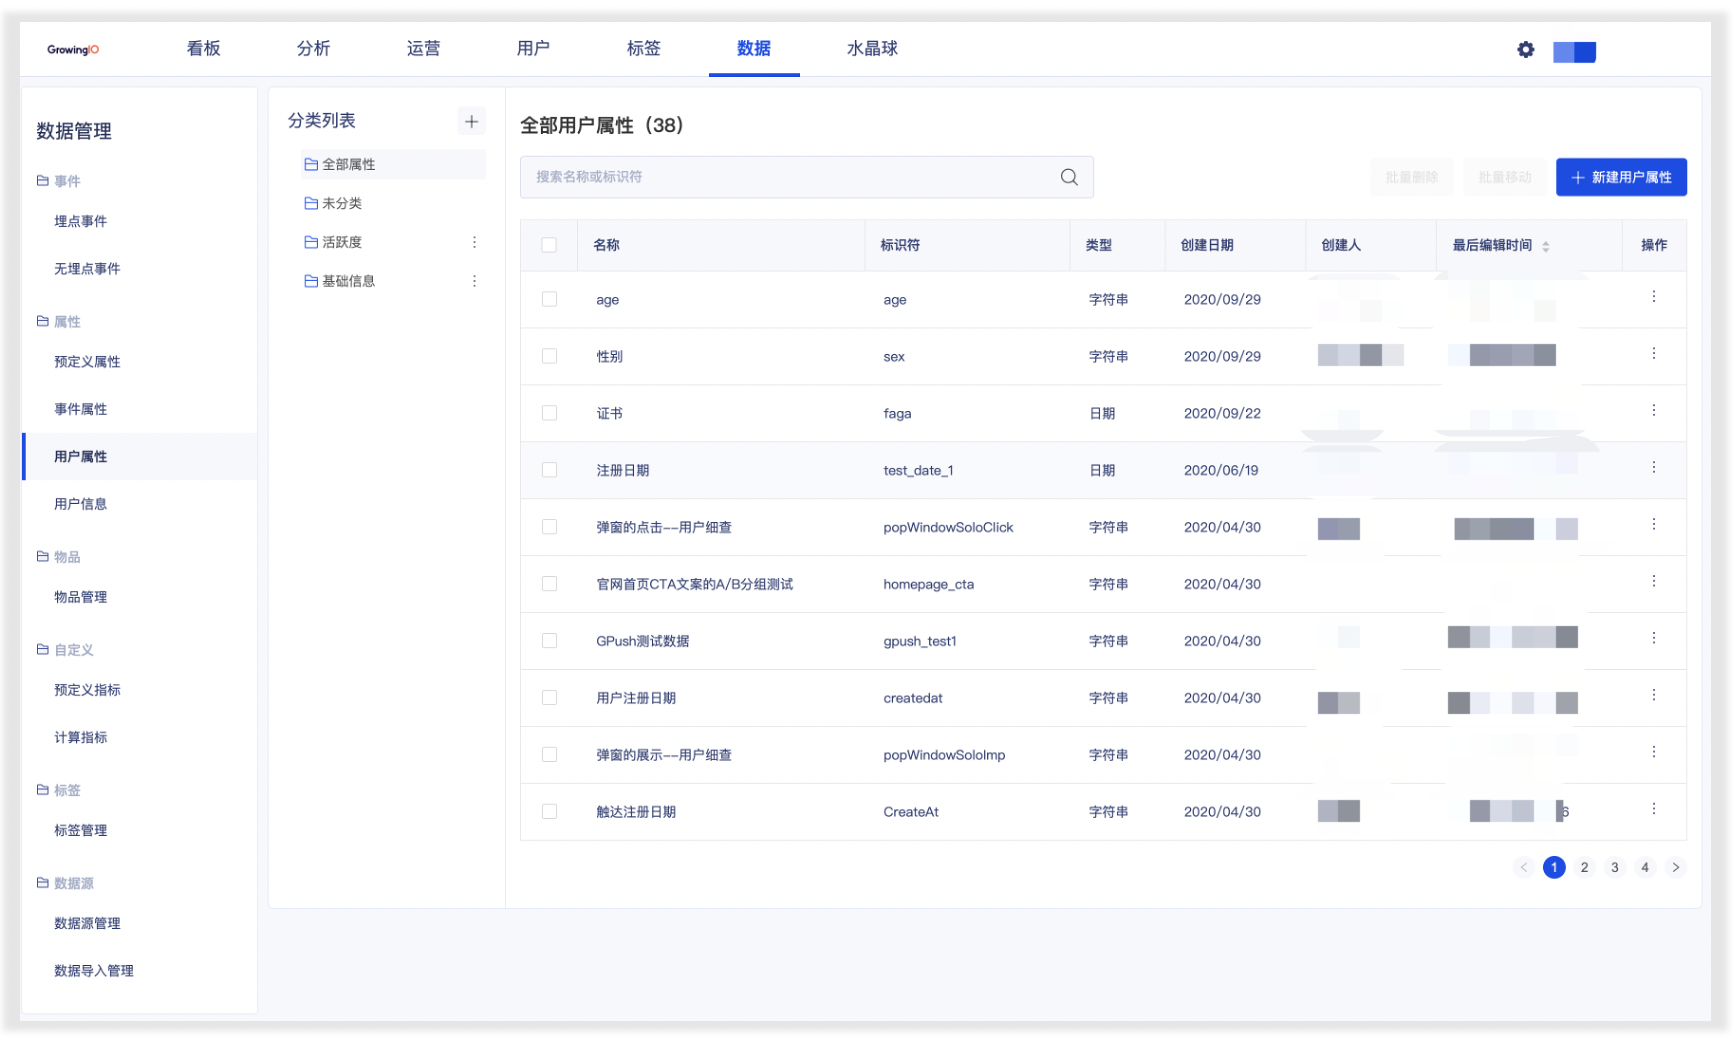 GrowingIO 看板 分析 运营 用户 标签 数据 水晶球
数据管理
事件
埋点事件
无埋点事件
属性
预定义属性
事件属性
用户属性
用户信息
物品
物品管理
自定义
预定义指标
计算指标
标签
标签管理
数据源
数据源管理
数据导入管理
分类列表
全部属性
未分类
活跃度
基础信息
全部用户属性（38）
搜素名称或标识符 批量删除 批量移动 新建用户属性
名称 标识符 类型 创建日期 创建人 最后编辑时间 操作
age age 字符串 2020/09/29
性别 sex 字符串 2020/09/29
证书 faga 日期 2020/09/22
注册日期 test_date_1 日期 2020/06/19
弹窗的点击--用户细查 popWindowSoloClick 字符串 2020/04/30
官网首页CTA文案的A/B分组测试 homepage_cta 字符串 2020/04/30
GPush测试数据 gpush_test1 字符串 2020/04/30
用户注册日期 createdat 字符串 2020/04/30
弹窗的展示--用户细查 popWindowSoloImp 字符串 2020/04/30
触达注册日期 CreateAt 字符串 2020/04/30 6
< 1 2 3 4 >